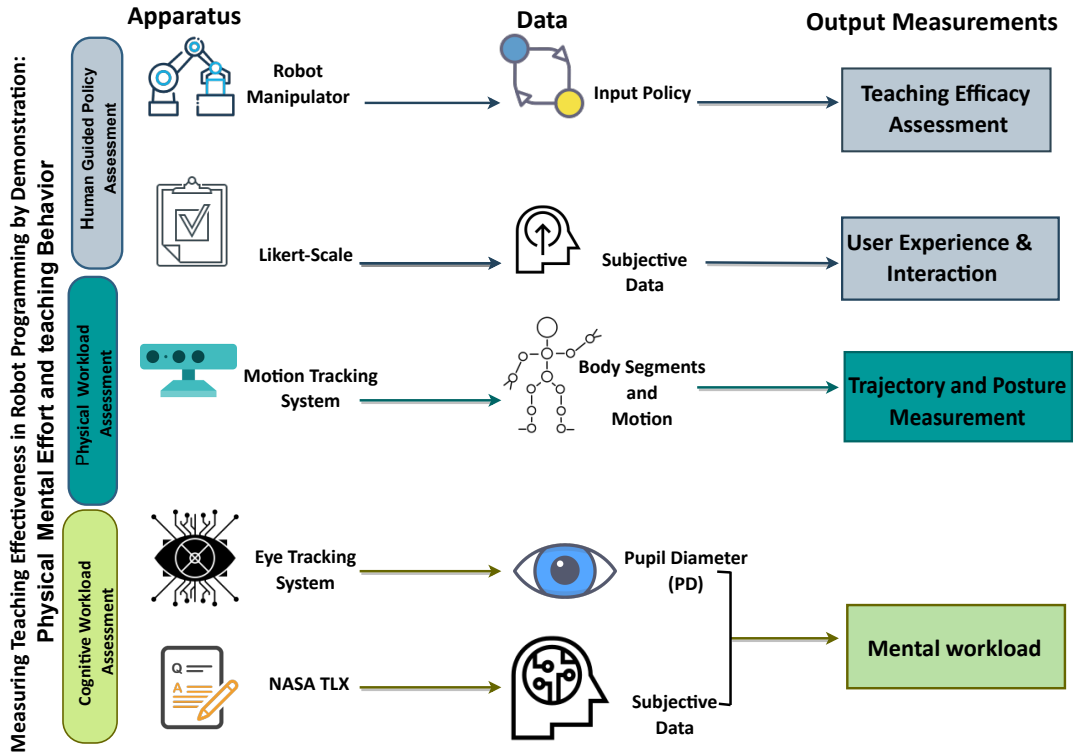 Measuring Teaching Effectiveness in Robot Programming by Demonstration:
Physical Mental Effort and teaching Behavior
Apparatus
Data
Output Measurements
Human Guided Policy
Assessment
Robot
Manipulator
Input Policy
Teaching Efficacy
Assessment
Likert-Scale
Subjective
Data
User Experience &
Interaction
Physical Workload
Assessment
Motion Tracking
System
Body Segments
and
Motion
Trajectory and Posture
Measurement
Cognitive Workload
Assessment
Eye Tracking
System
Pupil Diameter
(PD)
Mental workload
Q
A
NASA TLX
Subjective
Data